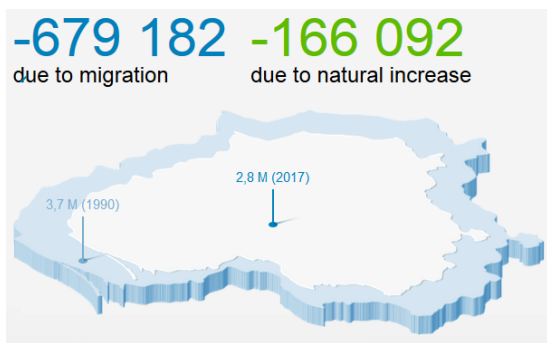 -679 182 -166 092
due to migration due to natural increase
2,8 M (2017)
3,7 M (1990)